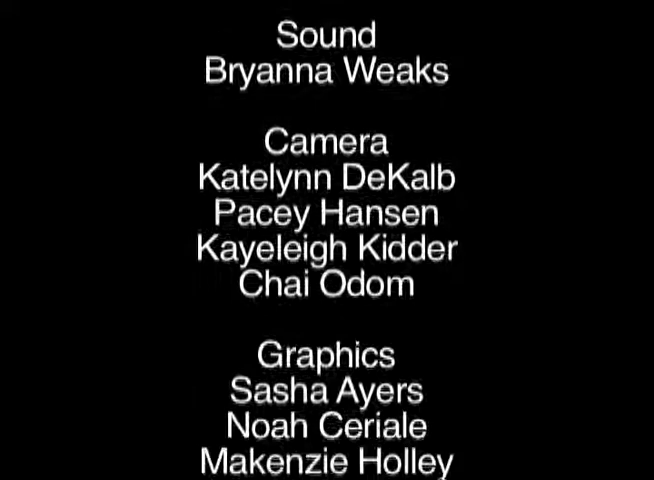 Sound
Bryanna Weaks
Camera
Katelynn DeKalb
Pacey Hansen
Kayeleigh Kidder
Chai Odom
Graphics
Sasha Ayers
Noah Ceriale
Makenzie Holley